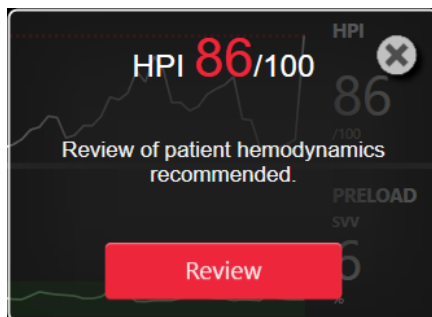 HPI 86/100
HPI
86
/100
Review of patient hemodynamics
recommended.
PRELOAD
SVV
6
%
Review